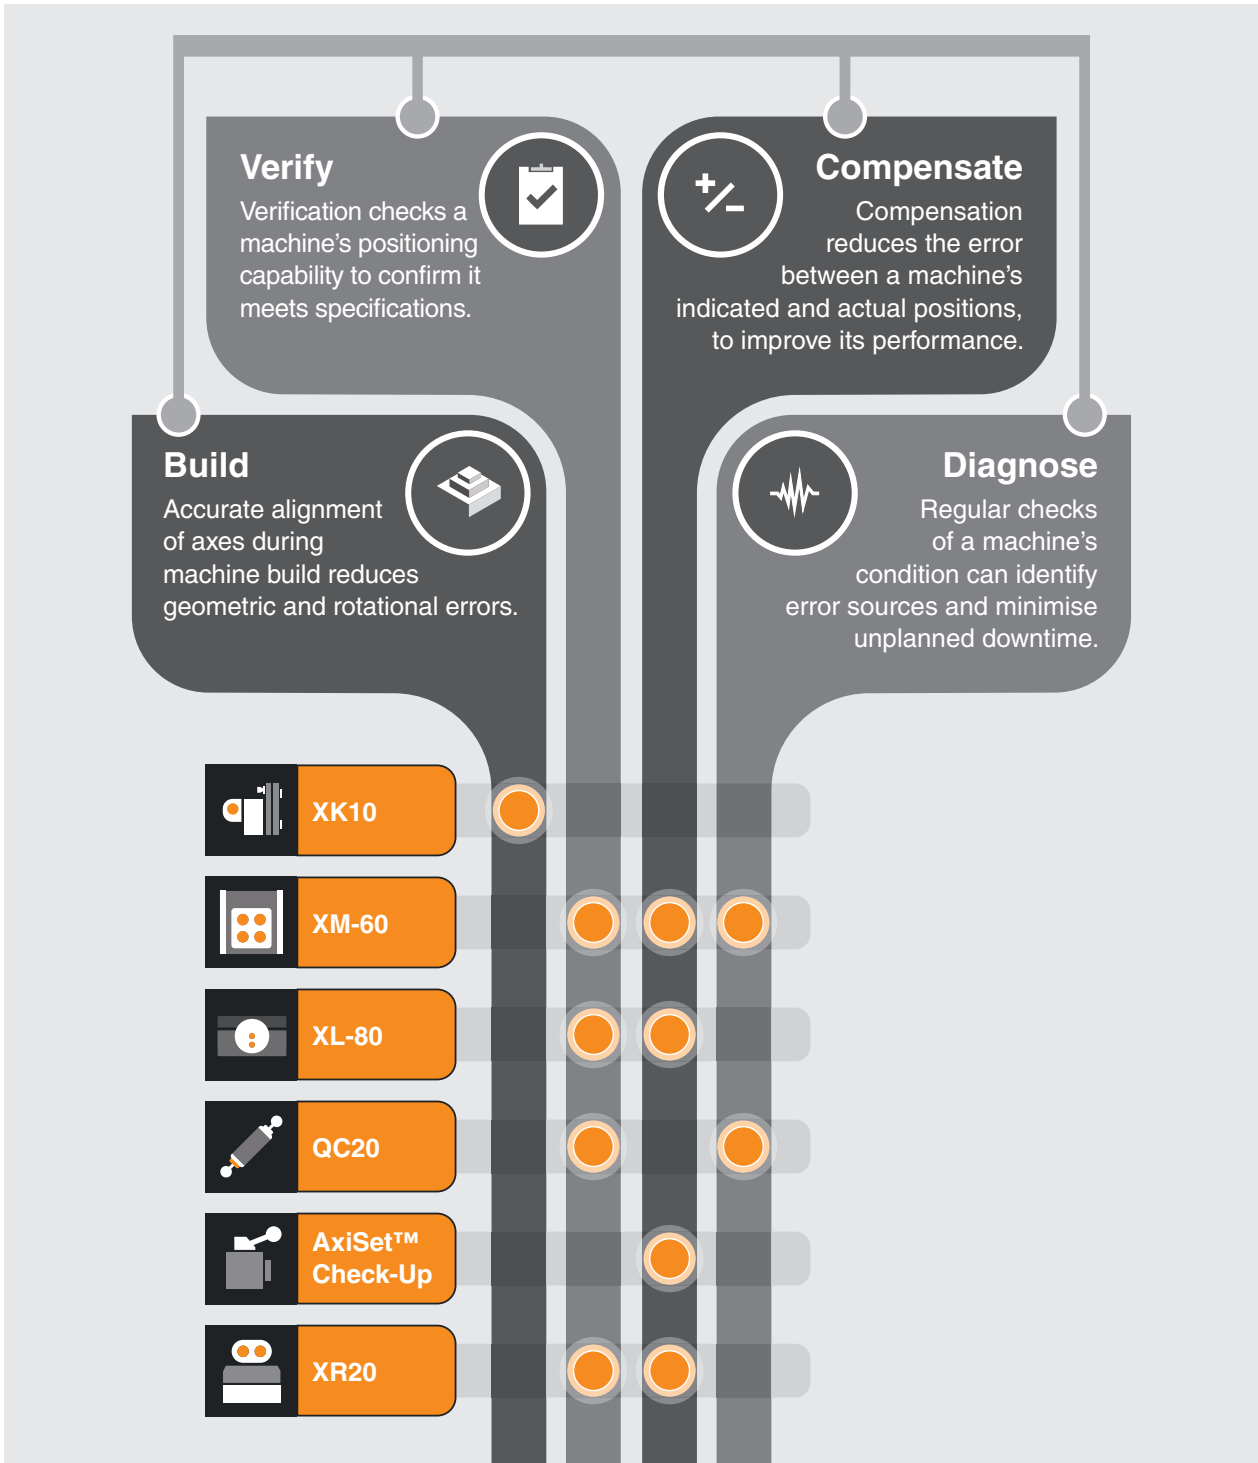 Verify
Verification checks a
machine's positioning
capability to confirm it
meets specifications.
Compensate
Compensation
reduces the error
between a machine's
indicated and actual positions,
to improve its performance.
Build
Accurate alignment
of axes during
machine build reduces
geometric and rotational errors.
Diagnose
Regular checks
of a machine's
condition can identify
error sources and minimise
unplanned downtime.
XK10
XM-60
XL-80
QC20
AxiSet™
Check-Up
XR20